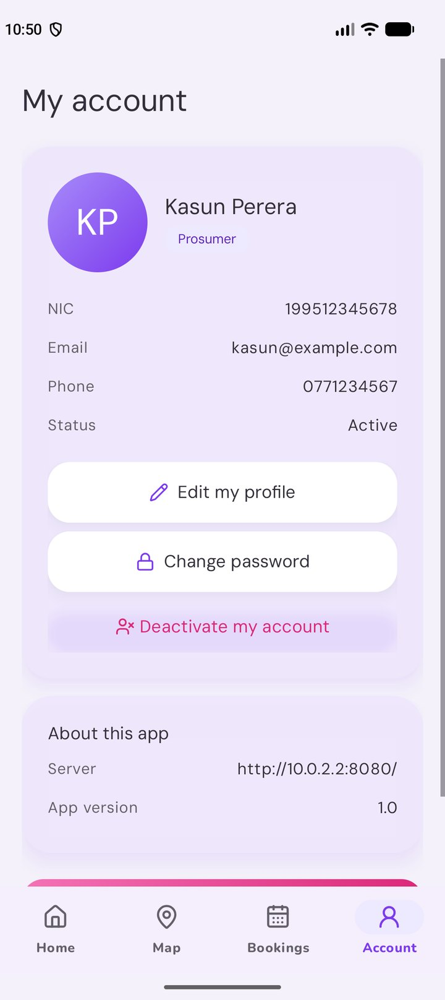 10:50
My account
KP
Kasun Perera
Prosumer
NIC 199512345678
Email kasun@example.com
Phone 0771234567
Status Active
Edit my profile
Change password
Deactivate my account
About this app
Server http://10.0.2.2:8080/
App version 1.0
Home Map Bookings Account